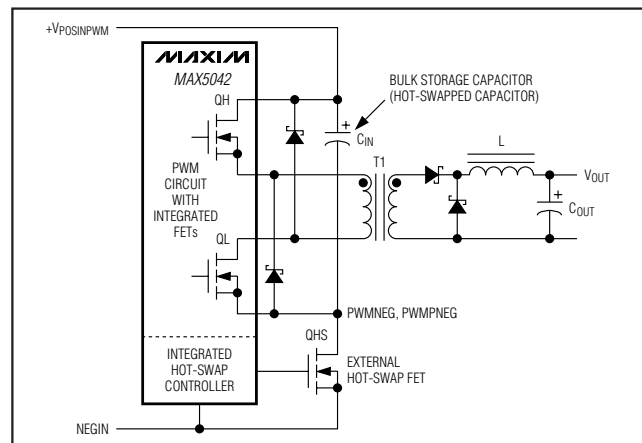 +VPOSINPWM
MAXIM
MAX5042
QH
PWM
CIRCUIT
WITH
INTEGRATED
FETs
QL
INTEGRATED
HOT-SWAP
CONTROLLER
NEGIN
BULK STORAGE CAPACITOR
(HOT-SWAPPED CAPACITOR)
+
CIN
T1
L
VOUT
+
COUT
PWMNEG, PWMPNEG
QHS
EXTERNAL
HOT-SWAP FET